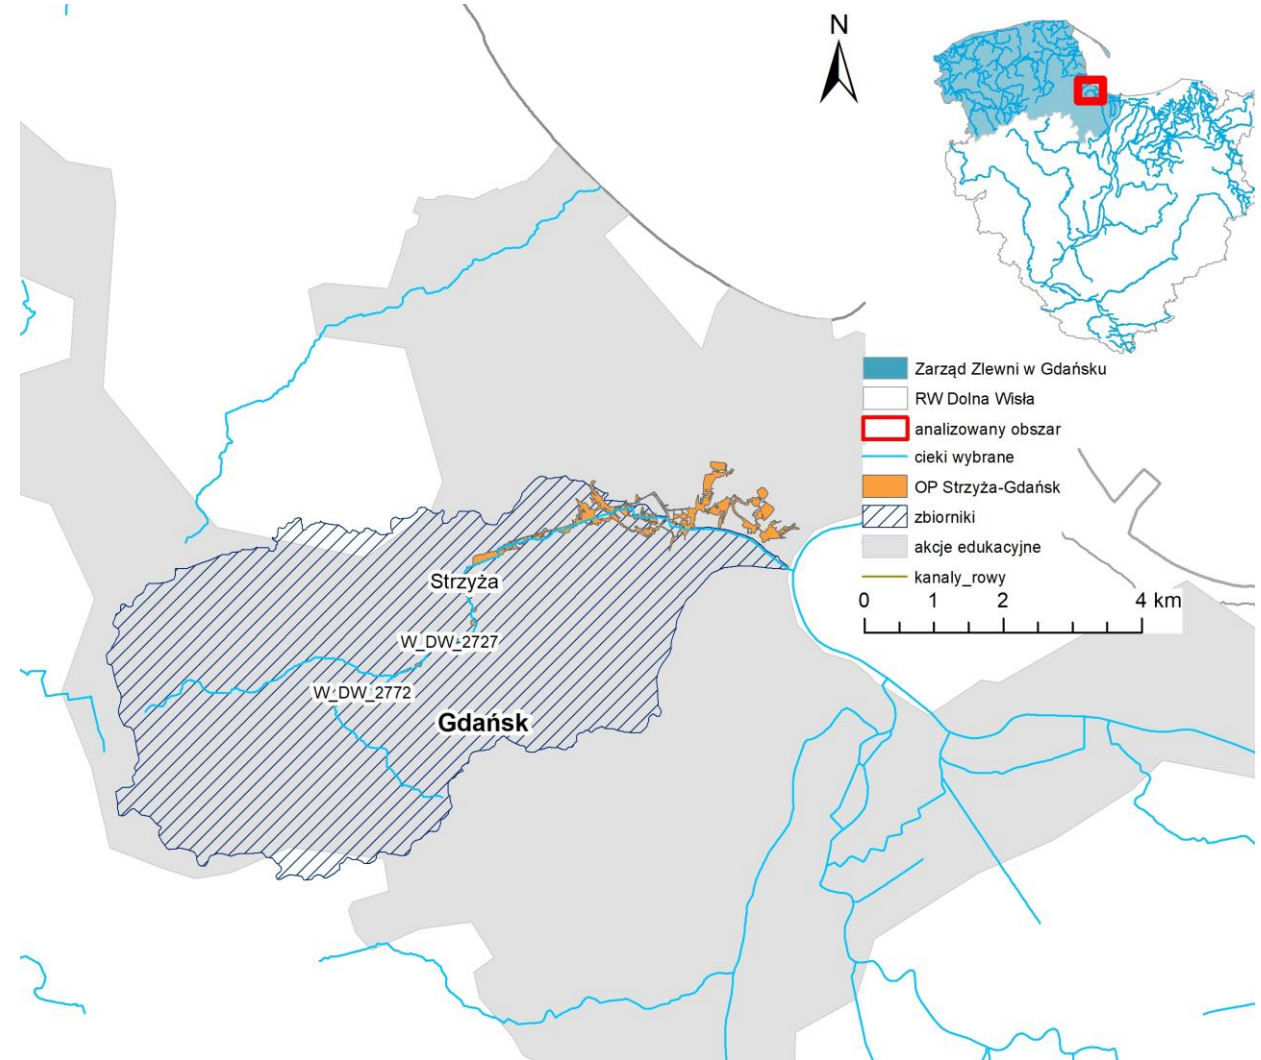 N
Zarząd Zlewni w Gdańsku
RW Dolna Wisła
analizowany obszar
cieki wybrane
OP Strzyża-Gdańsk
zbiorniki
akcje edukacyjne
kanaly_rowy
0 1 2 4 km
Strzyża
W_DW_2727
W_DW_2772
Gdańsk